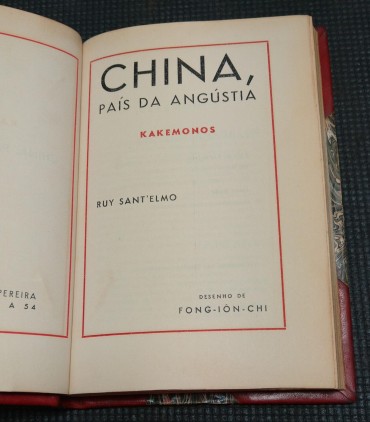 CHINA,
PAÍS DA ANGÚSTIA
KAKEMONOS
RUY SANT'ELMO
DESENHO DE
FONG-IÓN-CHI
PEREIRA
A 54